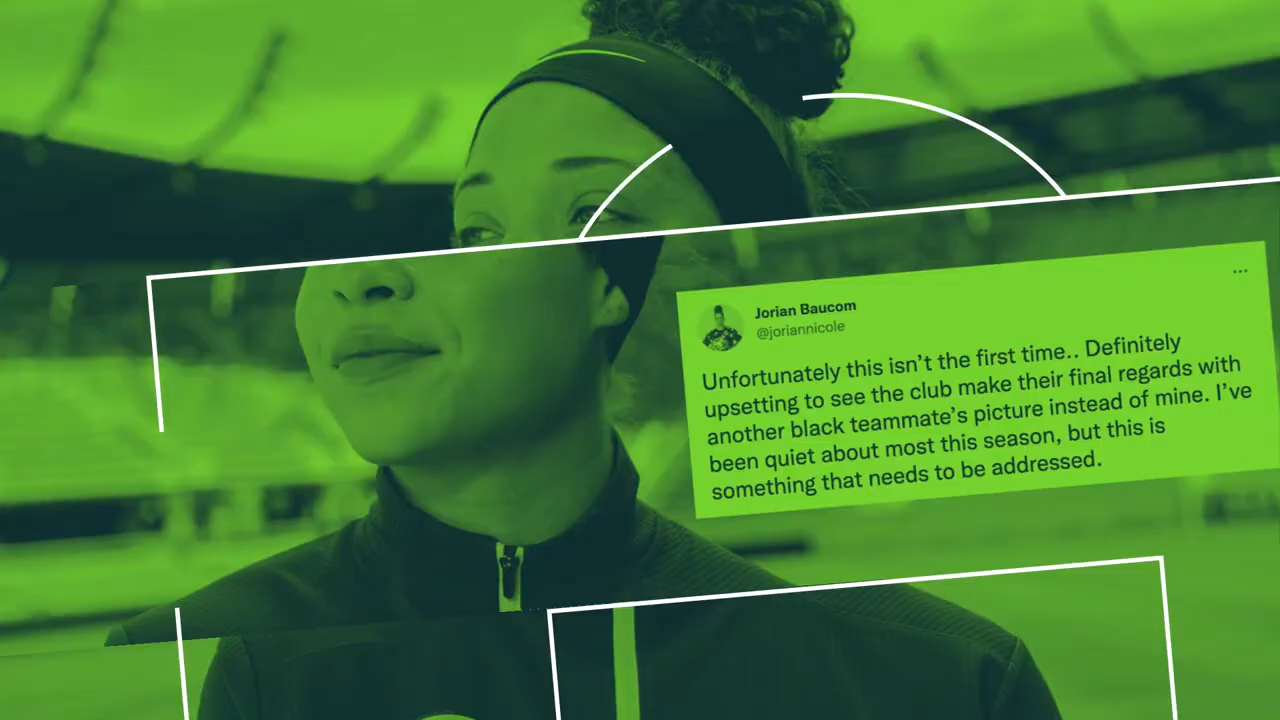 Jorian Baucom
@joriannicole
Unfortunately this isn’t the first time.. Definitely
upsetting to see the club make their final regards with
another black teammate’s picture instead of mine. I’ve
been quiet about most this season, but this is
something that needs to be addressed.